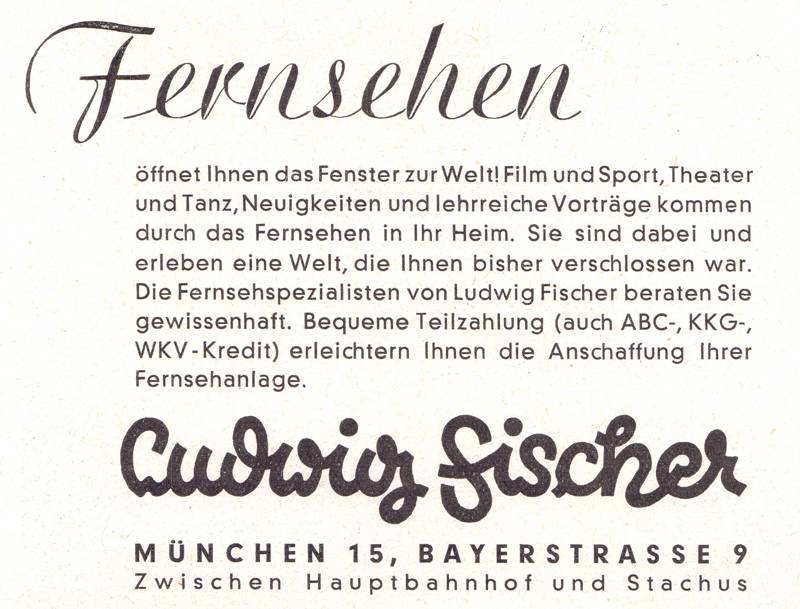 Fernsehen
öffnet Ihnen das Fenster zur Welt! Film und Sport, Theater
und Tanz, Neuigkeiten und lehrreiche Vorträge kommen
durch das Fernsehen in Ihr Heim. Sie sind dabei und
erleben eine Welt, die Ihnen bisher verschlossen war.
Die Fernsehspezialisten von Ludwig Fischer beraten Sie
gewissenhaft. Bequeme Teilzahlung (auch ABC-, KKG-,
WKV-Kredit) erleichtern Ihnen die Anschaffung Ihrer
Fernsehanlage.
Ludwig Fischer
MÜNCHEN 15, BAYERSTRASSE 9
Zwischen Hauptbahnhof und Stachus